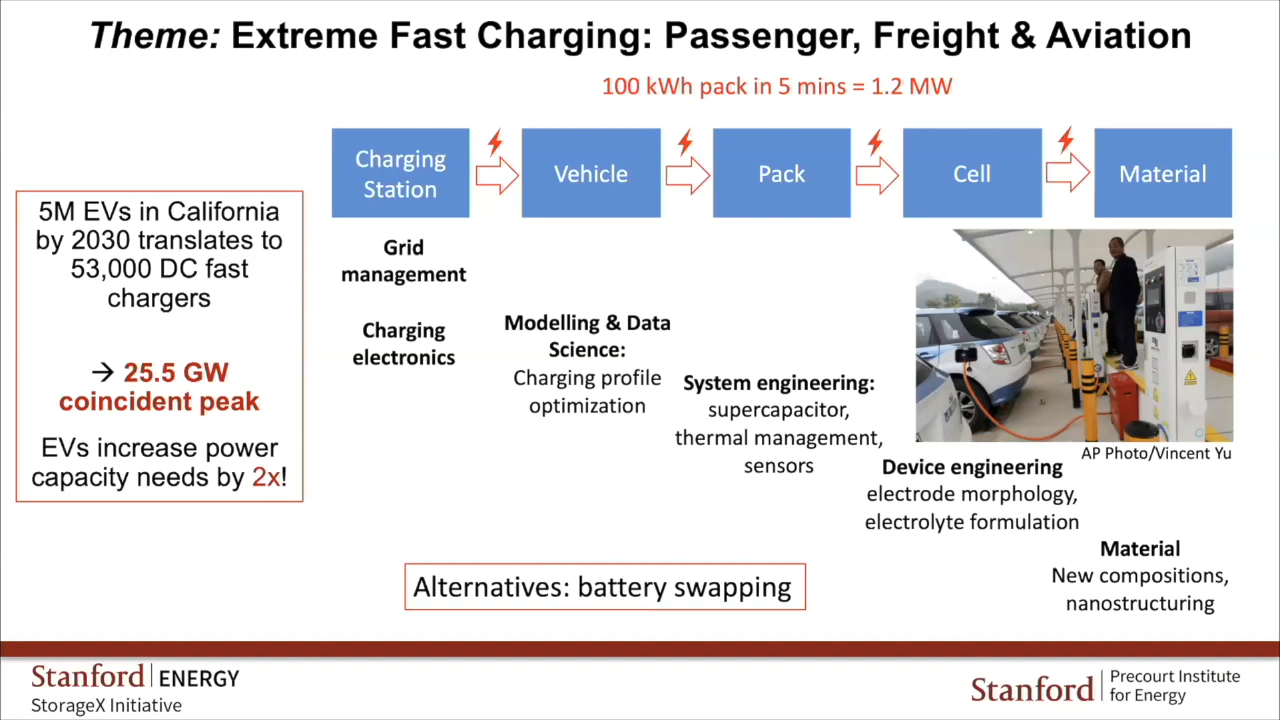 Theme: Extreme Fast Charging: Passenger, Freight & Aviation
100 kWh pack in 5 mins = 1.2 MW
Charging
Station
Vehicle
Pack
Cell
Material
5M EVs in California
by 2030 translates to
53,000 DC fast
chargers
→ 25.5 GW
coincident peak
EVs increase power
capacity needs by 2x!
Grid
management
Charging
electronics
Modelling & Data
Science:
Charging profile
optimization
System engineering:
supercapacitor,
thermal management,
sensors
AP Photo/Vincent Yu
Device engineering
electrode morphology,
electrolyte formulation
Material
New compositions,
nanostructuring
Alternatives: battery swapping
Stanford | ENERGY
StorageX Initiative
Stanford | Precourt Institute
for Energy